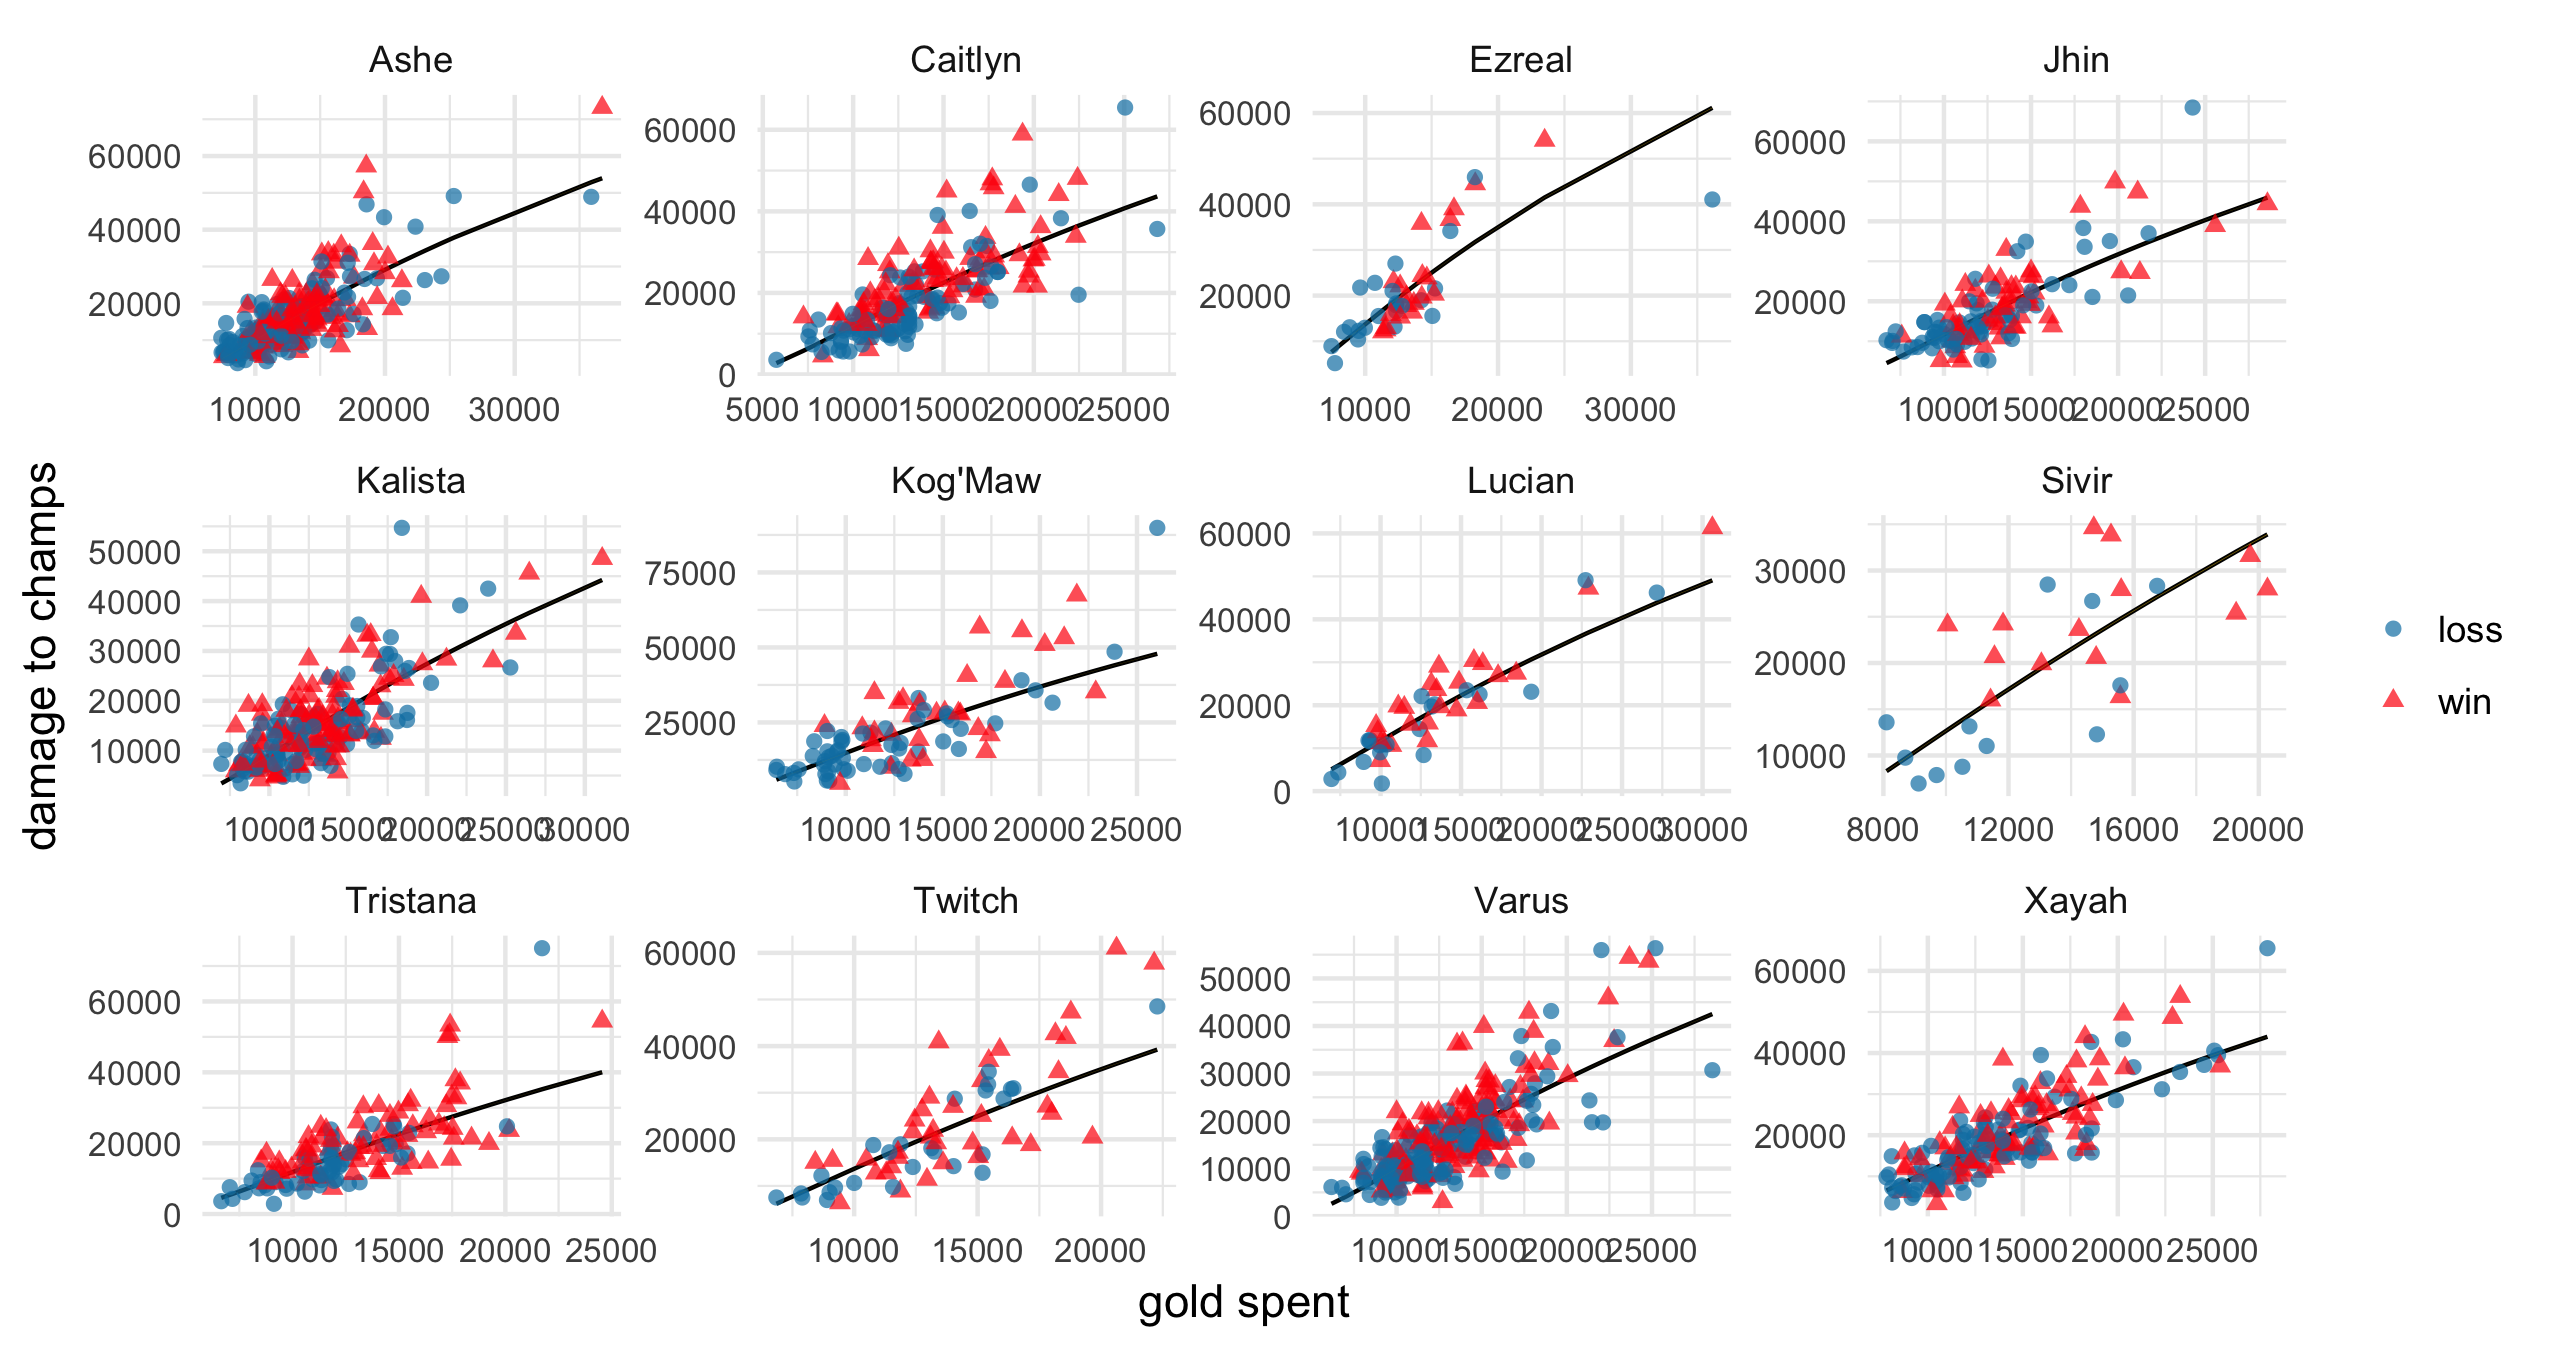 Ashe
Caitlyn
Ezreal
Jhin
60000
40000
20000
10000 20000 30000
60000
40000
20000
0
5000 10000 15000 20000 25000
60000
40000
20000
10000 20000 30000
60000
40000
20000
10000 15000 20000 25000
Kalista
Kog'Maw
Lucian
Sivir
50000
40000
30000
20000
10000
10000 15000 20000 25000 30000
75000
50000
25000
10000 15000 20000 25000
60000
40000
20000
0
10000 15000 20000 25000 30000
30000
20000
10000
8000 12000 16000 20000
Tristana
Twitch
Varus
Xayah
60000
40000
20000
0
10000 15000 20000 25000
60000
40000
20000
10000 15000 20000
50000
40000
30000
20000
10000
0
10000 15000 20000 25000
60000
40000
20000
10000 15000 20000 25000
damage to champs
gold spent
loss
win